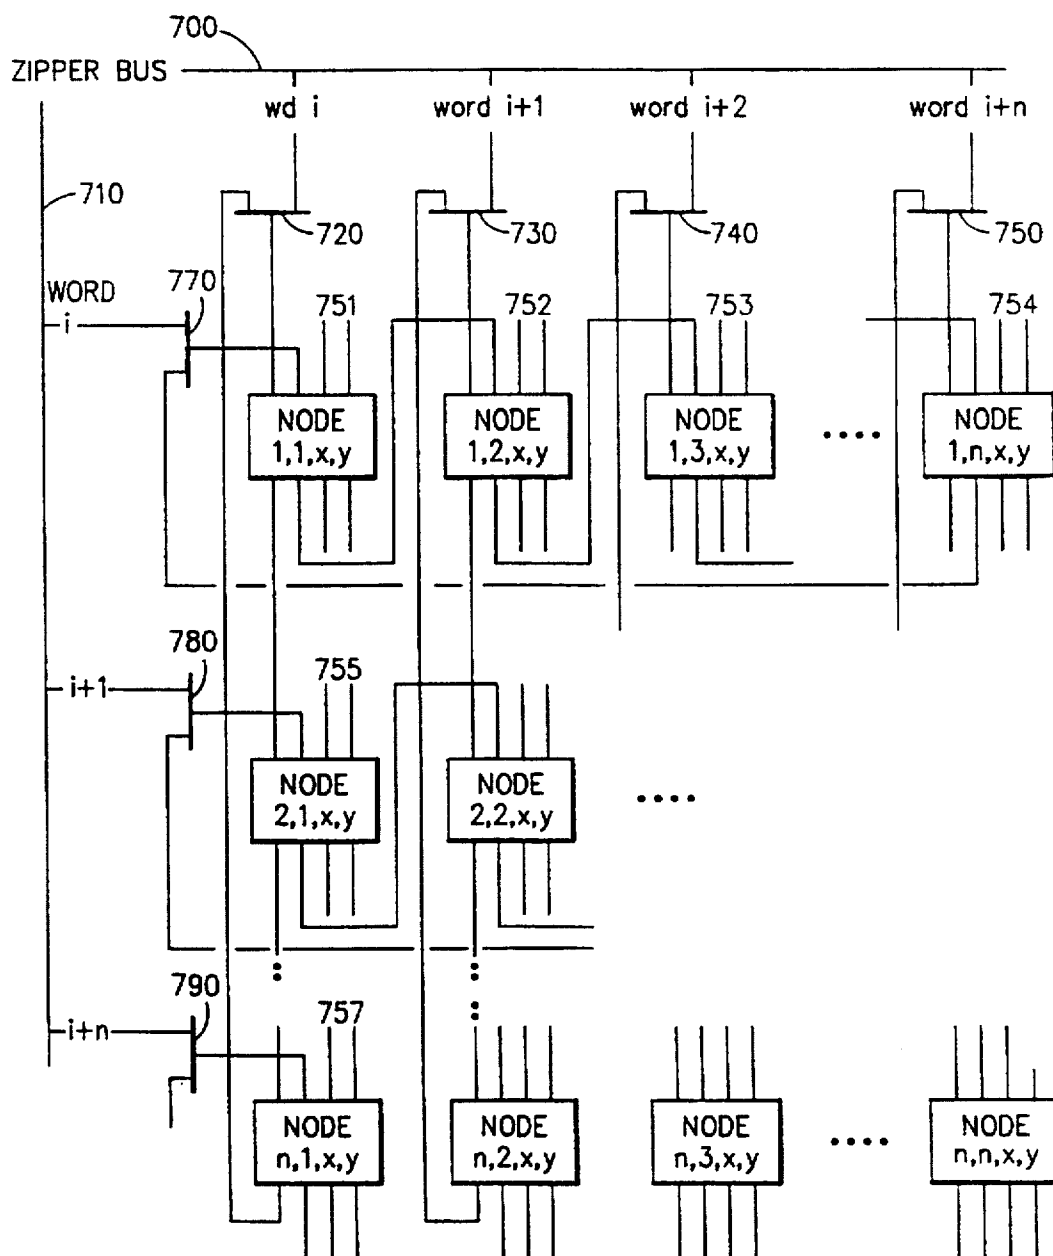 700
ZIPPER BUS
wd i
word i+1
word i+2
word i+n
710
720
730
740
750
WORD
i
770
751
752
753
754
NODE
1,1,x,y
NODE
1,2,x,y
NODE
1,3,x,y
....
NODE
1,n,x,y
780
i+1
755
NODE
2,1,x,y
NODE
2,2,x,y
....
790
i+n
757
NODE
n,1,x,y
NODE
n,2,x,y
NODE
n,3,x,y
....
NODE
n,n,x,y